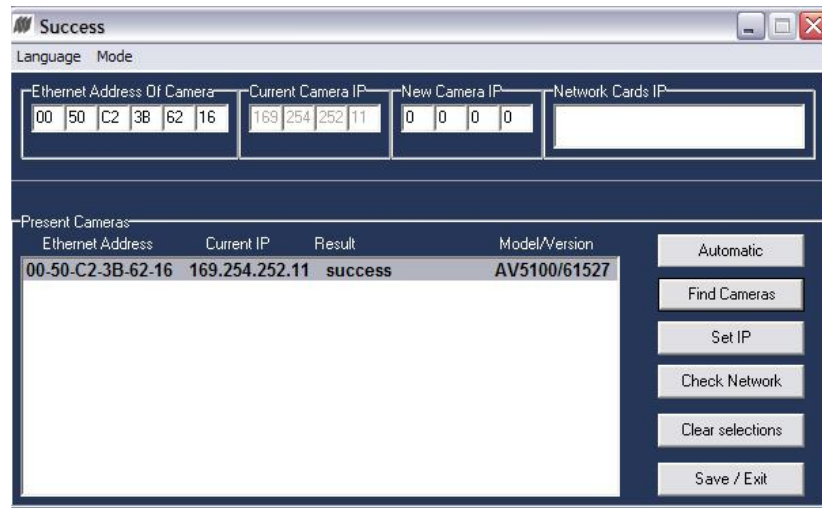 Success
Language Mode
Ethernet Address Of Camera Current Camera IP New Camera IP Network Cards IP
00 50 C2 3B 62 16 169 254 252 11 0 0 0 0
Present Cameras
Ethernet Address Current IP Result Model/Version
00-50-C2-3B-62-16 169.254.252.11 success AV5100/61527
Automatic
Find Cameras
Set IP
Check Network
Clear selections
Save / Exit